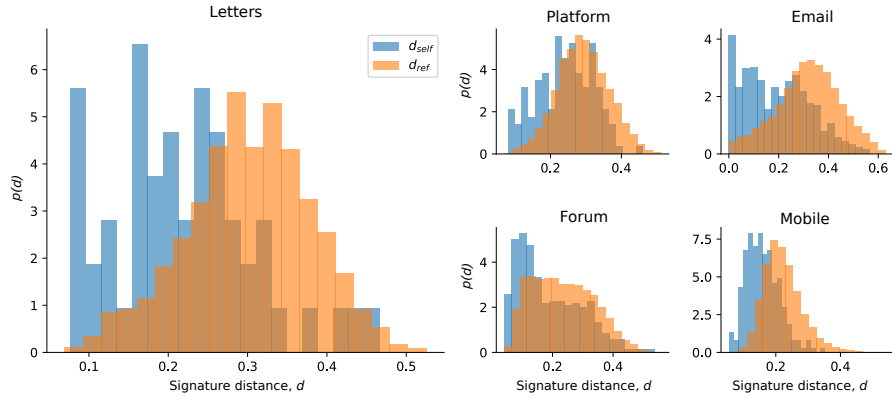 Letters
d_self
d_ref
p(d)
6
5
4
3
2
1
0
0.1 0.2 0.3 0.4 0.5
Signature distance, d
Platform
p(d)
4
2
0
0.2 0.4
Email
4
2
0
0.0 0.2 0.4 0.6
Forum
p(d)
4
2
0
0.2 0.4
Signature distance, d
Mobile
7.5
5.0
2.5
0.0
0.2 0.4
Signature distance, d